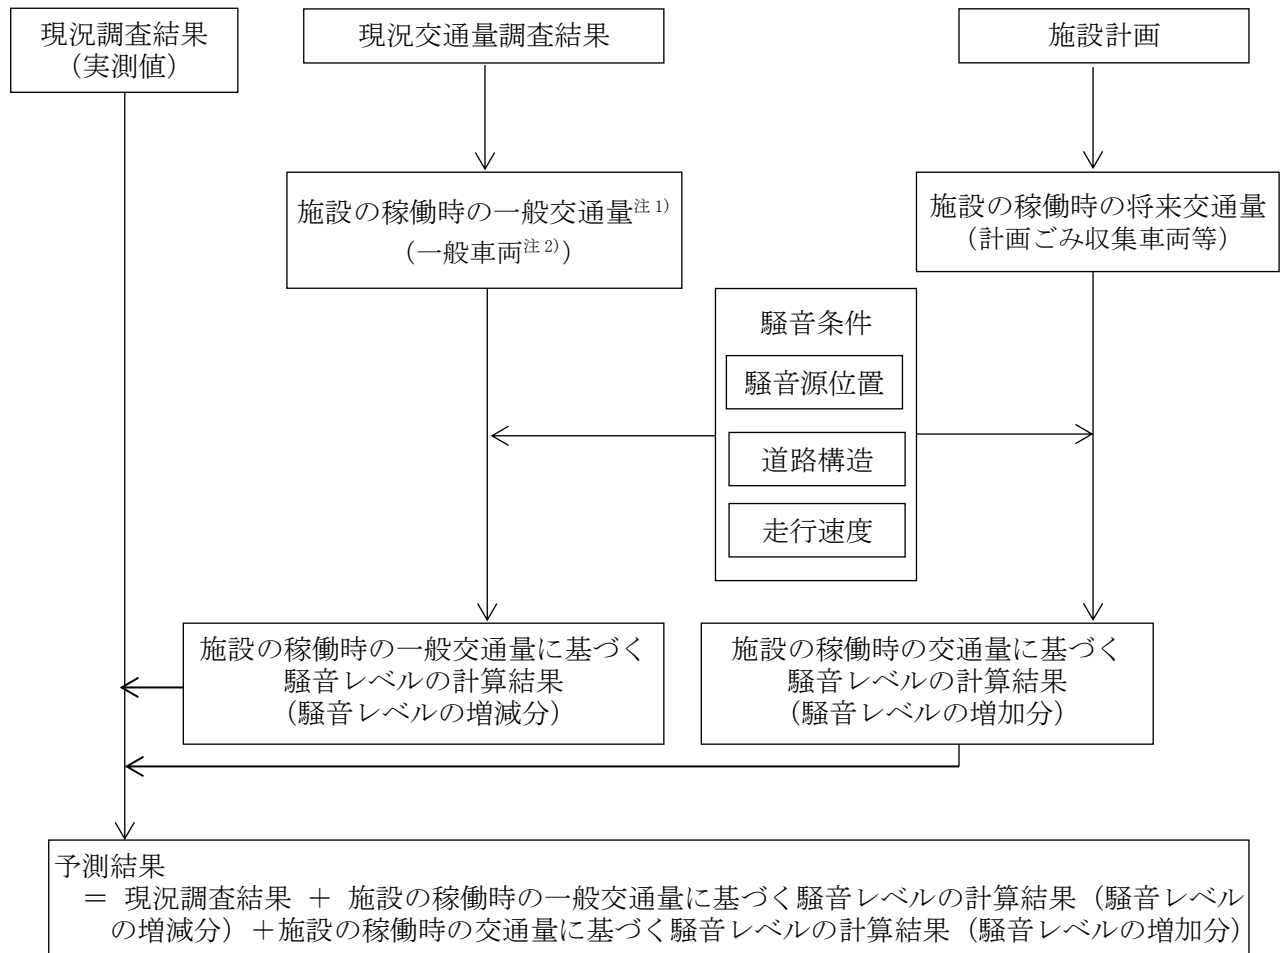 現況調査結果
(実測値)
現況交通量調査結果
施設計画
施設の稼働時の一般交通量注1)
(一般車両注2))
施設の稼働時の将来交通量
(計画ごみ収集車両等)
騒音条件
騒音源位置
道路構造
走行速度
施設の稼働時の一般交通量に基づく
騒音レベルの計算結果
(騒音レベルの増減分)
施設の稼働時の交通量に基づく
騒音レベルの計算結果
(騒音レベルの増加分)
予測結果
= 現況調査結果 + 施設の稼働時の一般交通量に基づく騒音レベルの計算結果(騒音レベル
の増減分)+施設の稼働時の交通量に基づく騒音レベルの計算結果(騒音レベルの増加分)